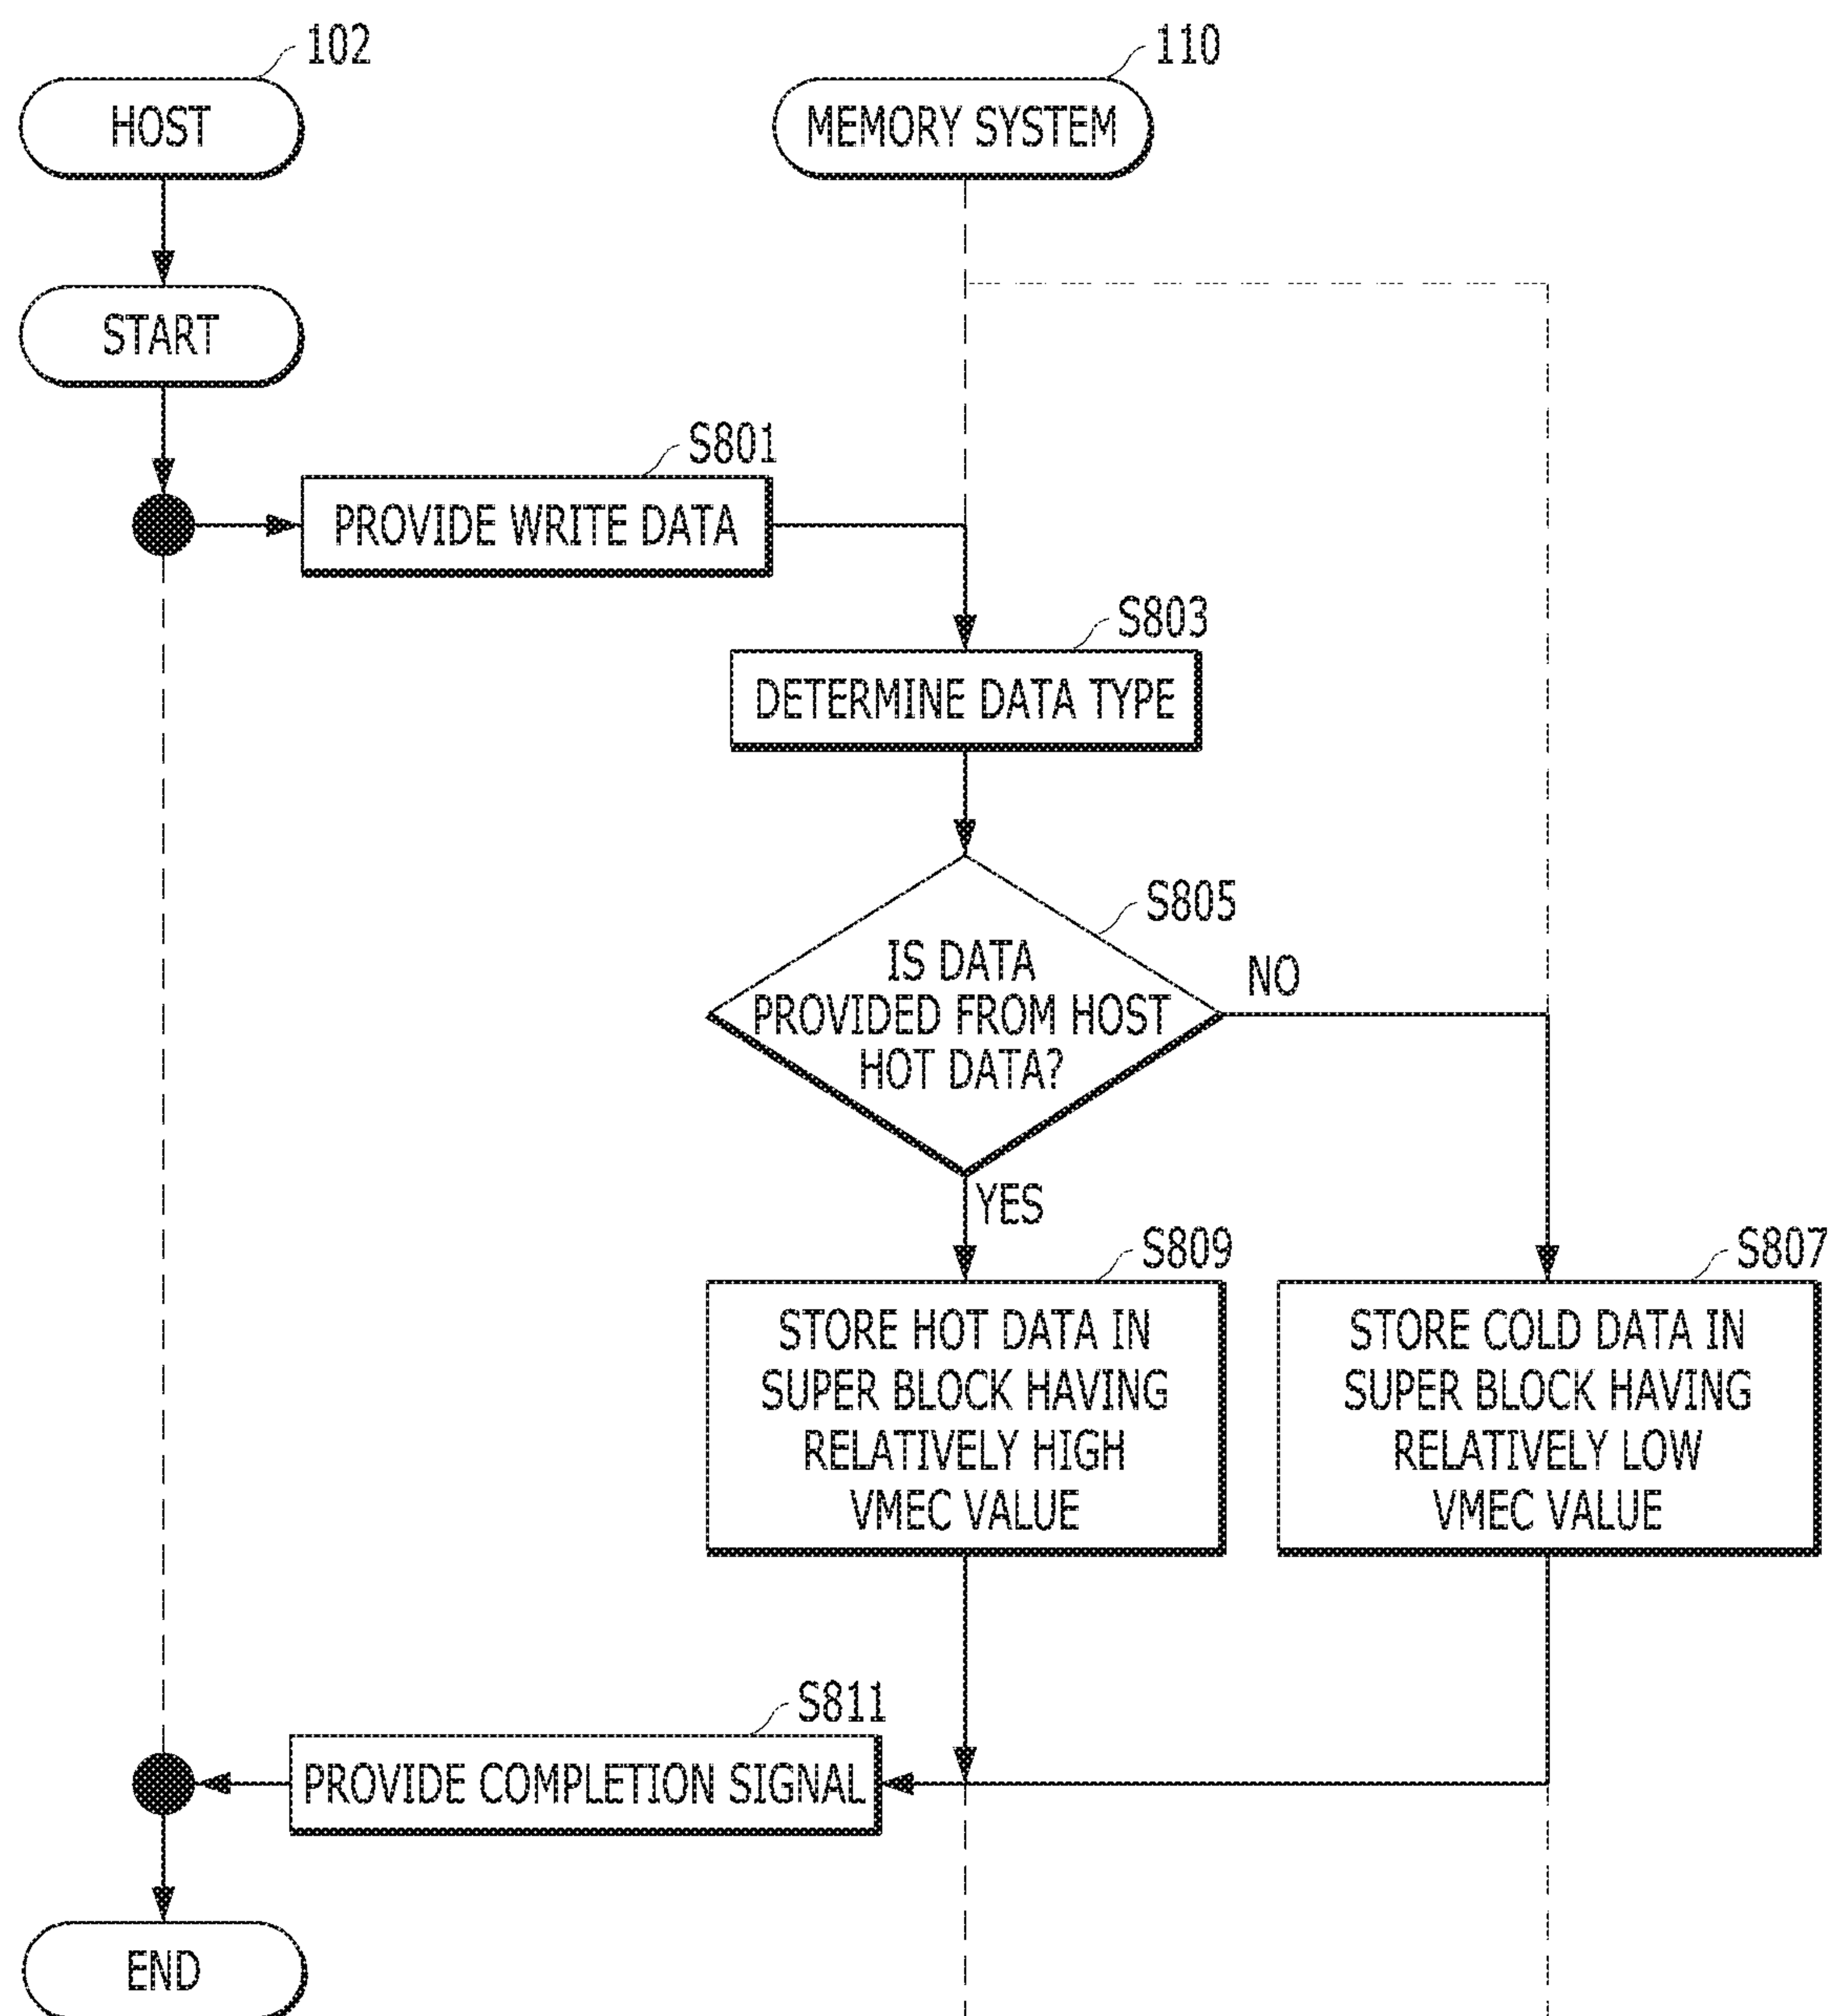 102
110
HOST
MEMORY SYSTEM
START
S801
PROVIDE WRITE DATA
S803
DETERMINE DATA TYPE
S805
IS DATA
PROVIDED FROM HOST
HOT DATA?
NO
YES
S809
S807
STORE HOT DATA IN
SUPER BLOCK HAVING
RELATIVELY HIGH
VMEC VALUE
STORE COLD DATA IN
SUPER BLOCK HAVING
RELATIVELY LOW
VMEC VALUE
S811
PROVIDE COMPLETION SIGNAL
END